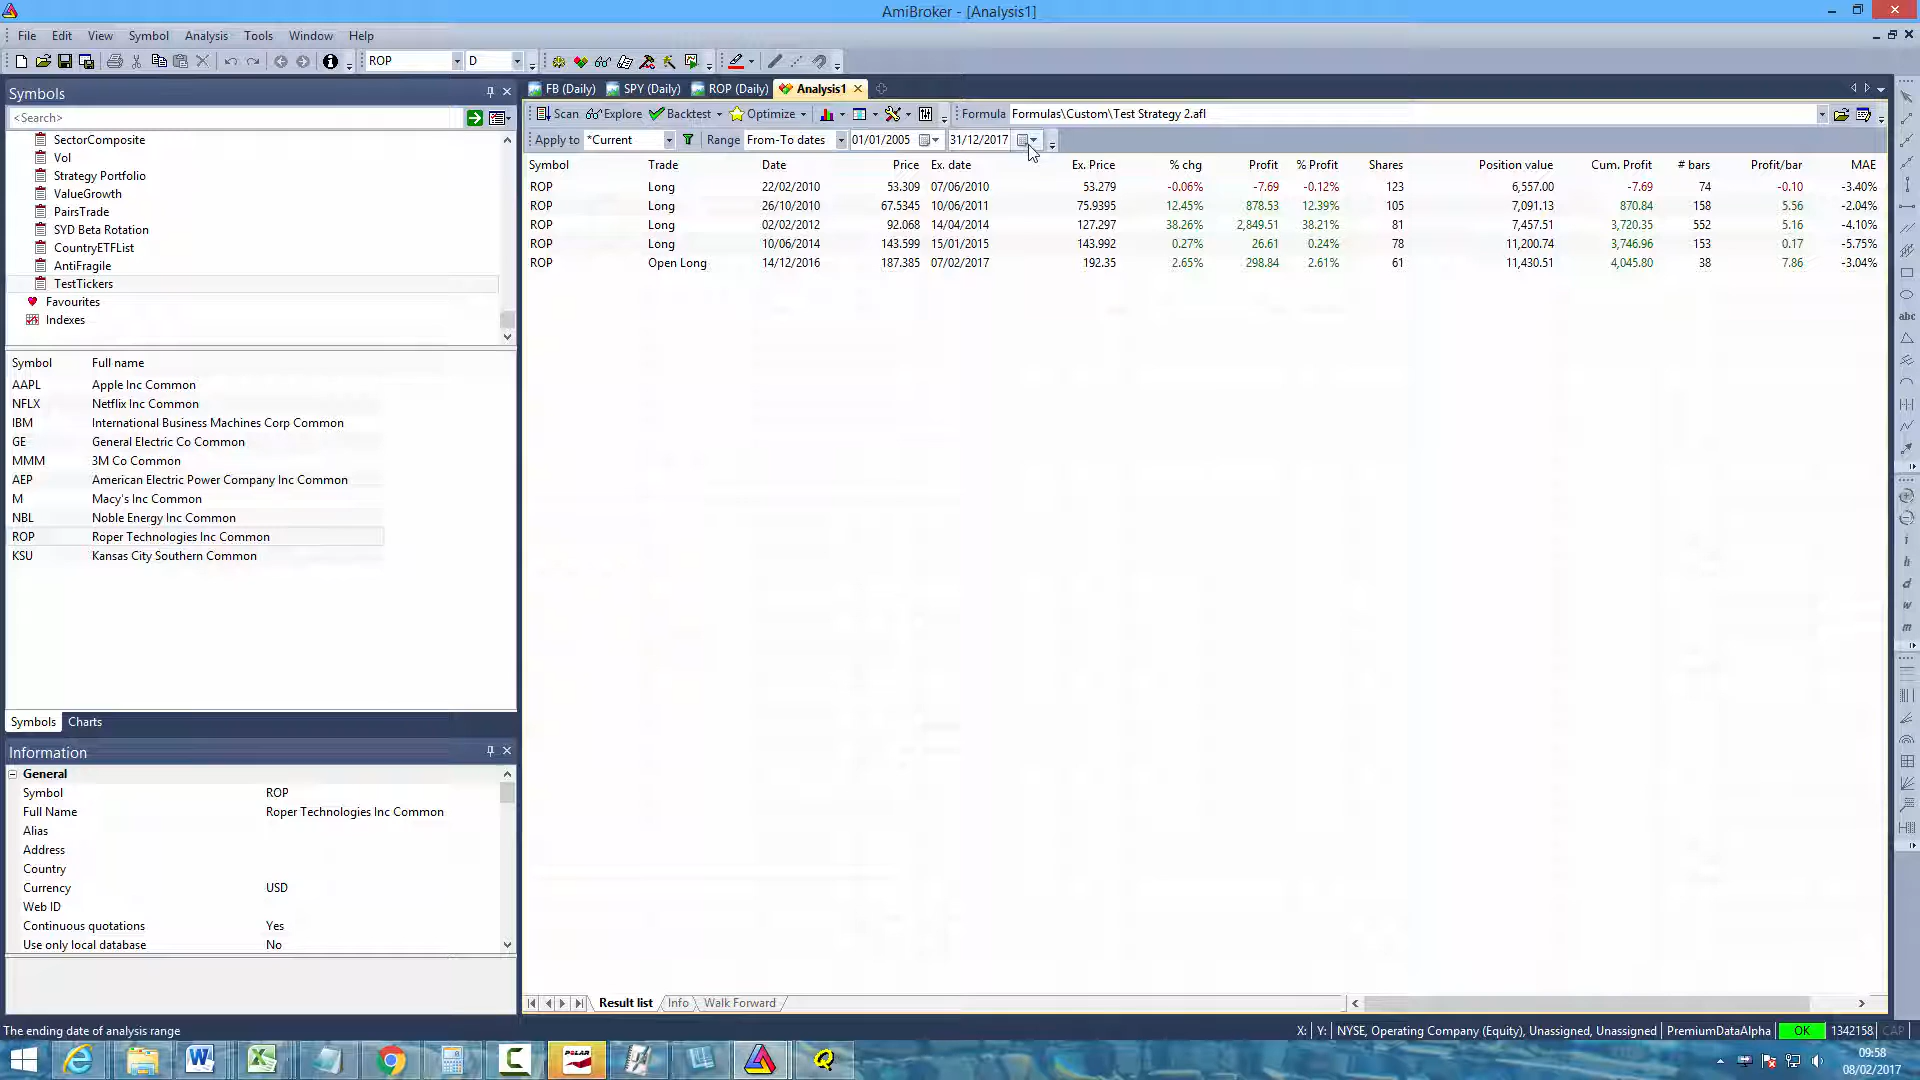 AmiBroker - [Analysis1]
File Edit View Symbol Analysis Tools Window Help
ROP D
Symbols
<Search>
SectorComposite
Vol
Strategy Portfolio
ValueGrowth
PairsTrade
SYD Beta Rotation
CountryETFList
AntiFragile
TestTickers
Favourites
Indexes
Symbol Full name
AAPL Apple Inc Common
NFLX Netflix Inc Common
IBM International Business Machines Corp Common
GE General Electric Co Common
MMM 3M Co Common
AEP American Electric Power Company Inc Common
M Macy's Inc Common
NBL Noble Energy Inc Common
ROP Roper Technologies Inc Common
KSU Kansas City Southern Common
Symbols Charts
Information
General
Symbol ROP
Full Name Roper Technologies Inc Common
Alias
Address
Country
Currency USD
Web ID
Continuous quotations Yes
Use only local database No
FB (Daily) SPY (Daily) ROP (Daily) Analysis1
Scan Explore Backtest Optimize Formula Formulas\Custom\Test Strategy 2.afl
Apply to *Current Range From-To dates 01/01/2005 31/12/2017
Symbol Trade Date Price Ex. date Ex. Price % chg Profit % Profit Shares Position value Cum. Profit # bars Profit/bar MAE
ROP Long 22/02/2010 53.309 07/06/2010 53.279 -0.06% -7.69 -0.12% 123 6,557.00 -7.69 74 -0.10 -3.40%
ROP Long 26/10/2010 67.5345 10/06/2011 75.9395 12.45% 878.53 12.39% 105 7,091.13 870.84 158 5.56 -2.04%
ROP Long 02/02/2012 92.068 14/04/2014 127.297 38.26% 2,849.51 38.21% 81 7,457.51 3,720.35 552 5.16 -4.10%
ROP Long 10/06/2014 143.599 15/01/2015 143.992 0.27% 26.61 0.24% 78 11,200.74 3,746.96 153 0.17 -5.75%
ROP Open Long 14/12/2016 187.385 07/02/2017 192.35 2.65% 298.84 2.61% 61 11,430.51 4,045.80 38 7.86 -3.04%
abc
i
h
d
w
m
Result list Info Walk Forward
The ending date of analysis range
X: Y: NYSE, Operating Company (Equity), Unassigned, Unassigned PremiumDataAlpha OK 1342158 CAP
POLAR
09:58
08/02/2017